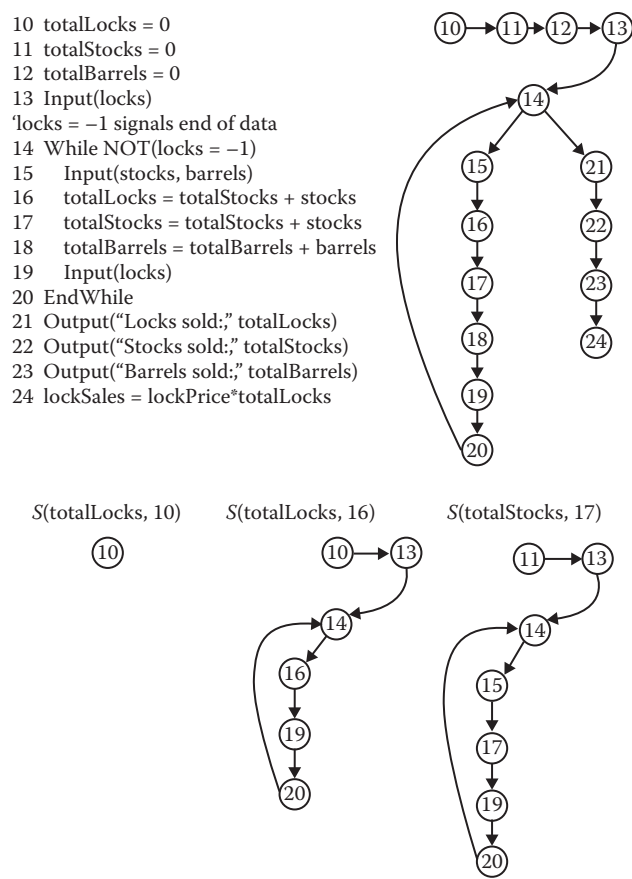 10 totalLocks = 0
11 totalStocks = 0
12 totalBarrels = 0
13 Input(locks)
‘locks = −1 signals end of data
14 While NOT(locks = −1)
15 Input(stocks, barrels)
16 totalLocks = totalStocks + stocks
17 totalStocks = totalStocks + stocks
18 totalBarrels = totalBarrels + barrels
19 Input(locks)
20 EndWhile
21 Output(“Locks sold:,” totalLocks)
22 Output(“Stocks sold:,” totalStocks)
23 Output(“Barrels sold:,” totalBarrels)
24 lockSales = lockPrice*totalLocks
10 11 12 13
14
15 21
16 22
17 23
18 24
19
20
S(totalLocks, 10)
10
S(totalLocks, 16)
10 13
14
16
19
20
S(totalStocks, 17)
11 13
14
15
17
19
20